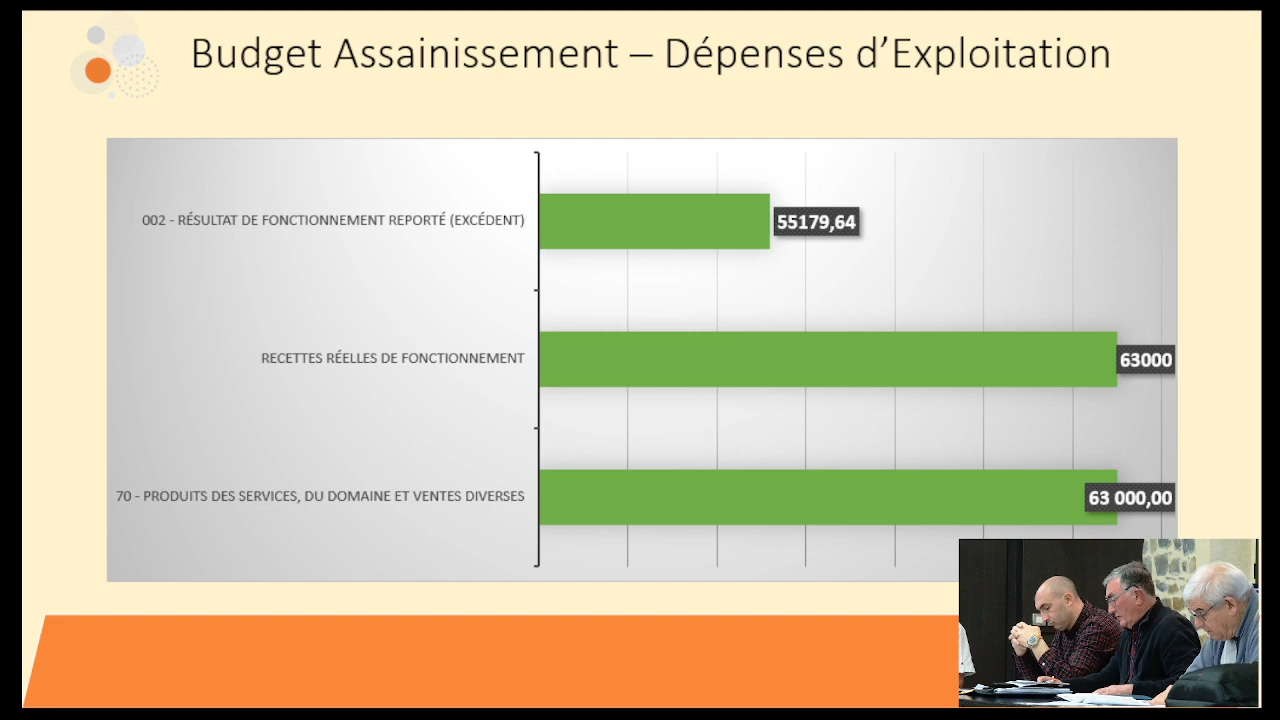 Budget Assainissement – Dépenses d’Exploitation
002 - RÉSULTAT DE FONCTIONNEMENT REPORTÉ (EXCÉDENT)
55179,64
RECETTES RÉELLES DE FONCTIONNEMENT
63000
70 - PRODUITS DES SERVICES, DU DOMAINE ET VENTES DIVERSES
63 000,00